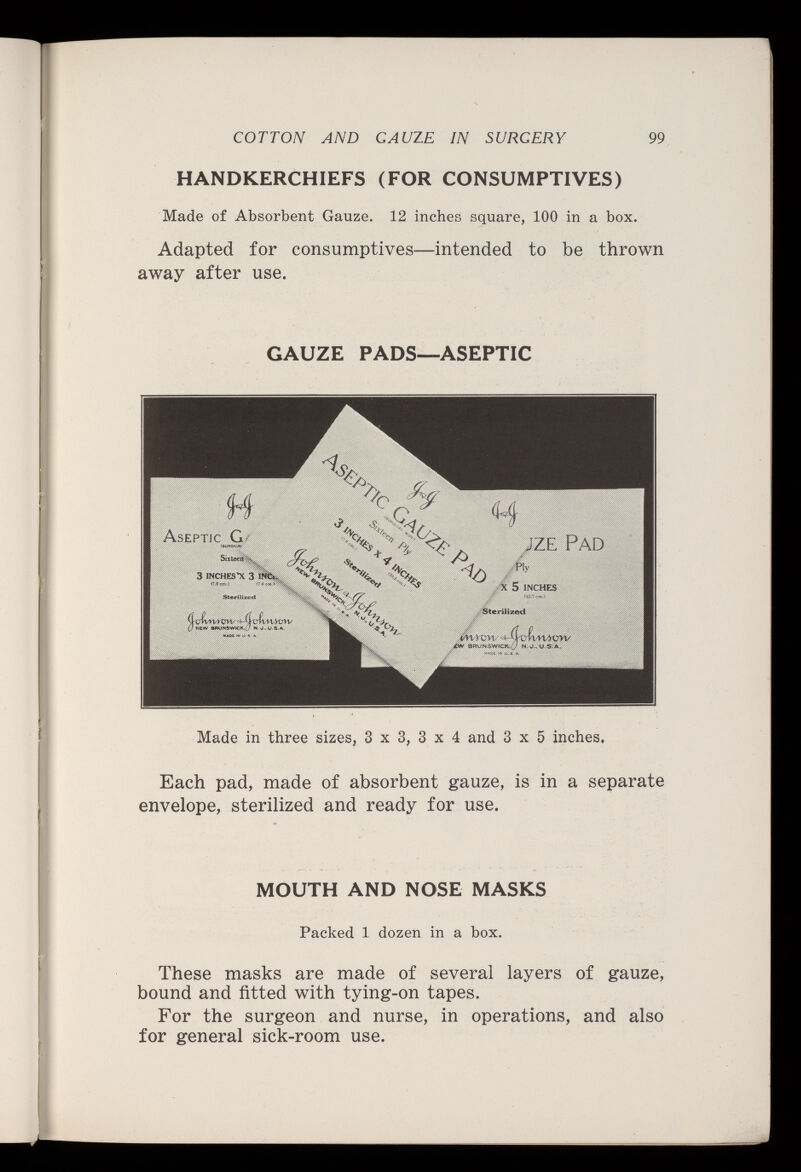 COTTON AND GAUZE IN SURGERY 99
HANDKERCHIEFS (FOR CONSUMPTIVES)
Made of Absorbent Gauze. 12 inches square, 100 in a box.
Adapted for consumptives—intended to be thrown
away after use.
GAUZE PADS—ASEPTIC
J&J
ASEPTIC G
Sixteen
3 INCHES X 3 INC
Sterilized
Johnson & Johnson
NEW BRUNSWICK, N.J., U.S.A.
MADE IN U.S.A.
J&J
ASEPTIC GAUZE PAD
Sixteen Ply
3 INCHES X 4 INCHES
Sterilized
Johnson & Johnson
NEW BRUNSWICK, N.J., U.S.A.
MADE IN U.S.A.
J&J
UZE PAD
Ply
X 5 INCHES
Sterilized
hnson & Johnson
EW BRUNSWICK, N.J., U.S.A.
MADE IN U.S.A.
Made in three sizes, 3 x 3, 3 x 4 and 3 x 5 inches.
Each pad, made of absorbent gauze, is in a separate
envelope, sterilized and ready for use.
MOUTH AND NOSE MASKS
Packed 1 dozen in a box.
These masks are made of several layers of gauze,
bound and fitted with tying-on tapes.
For the surgeon and nurse, in operations, and also
for general sick-room use.